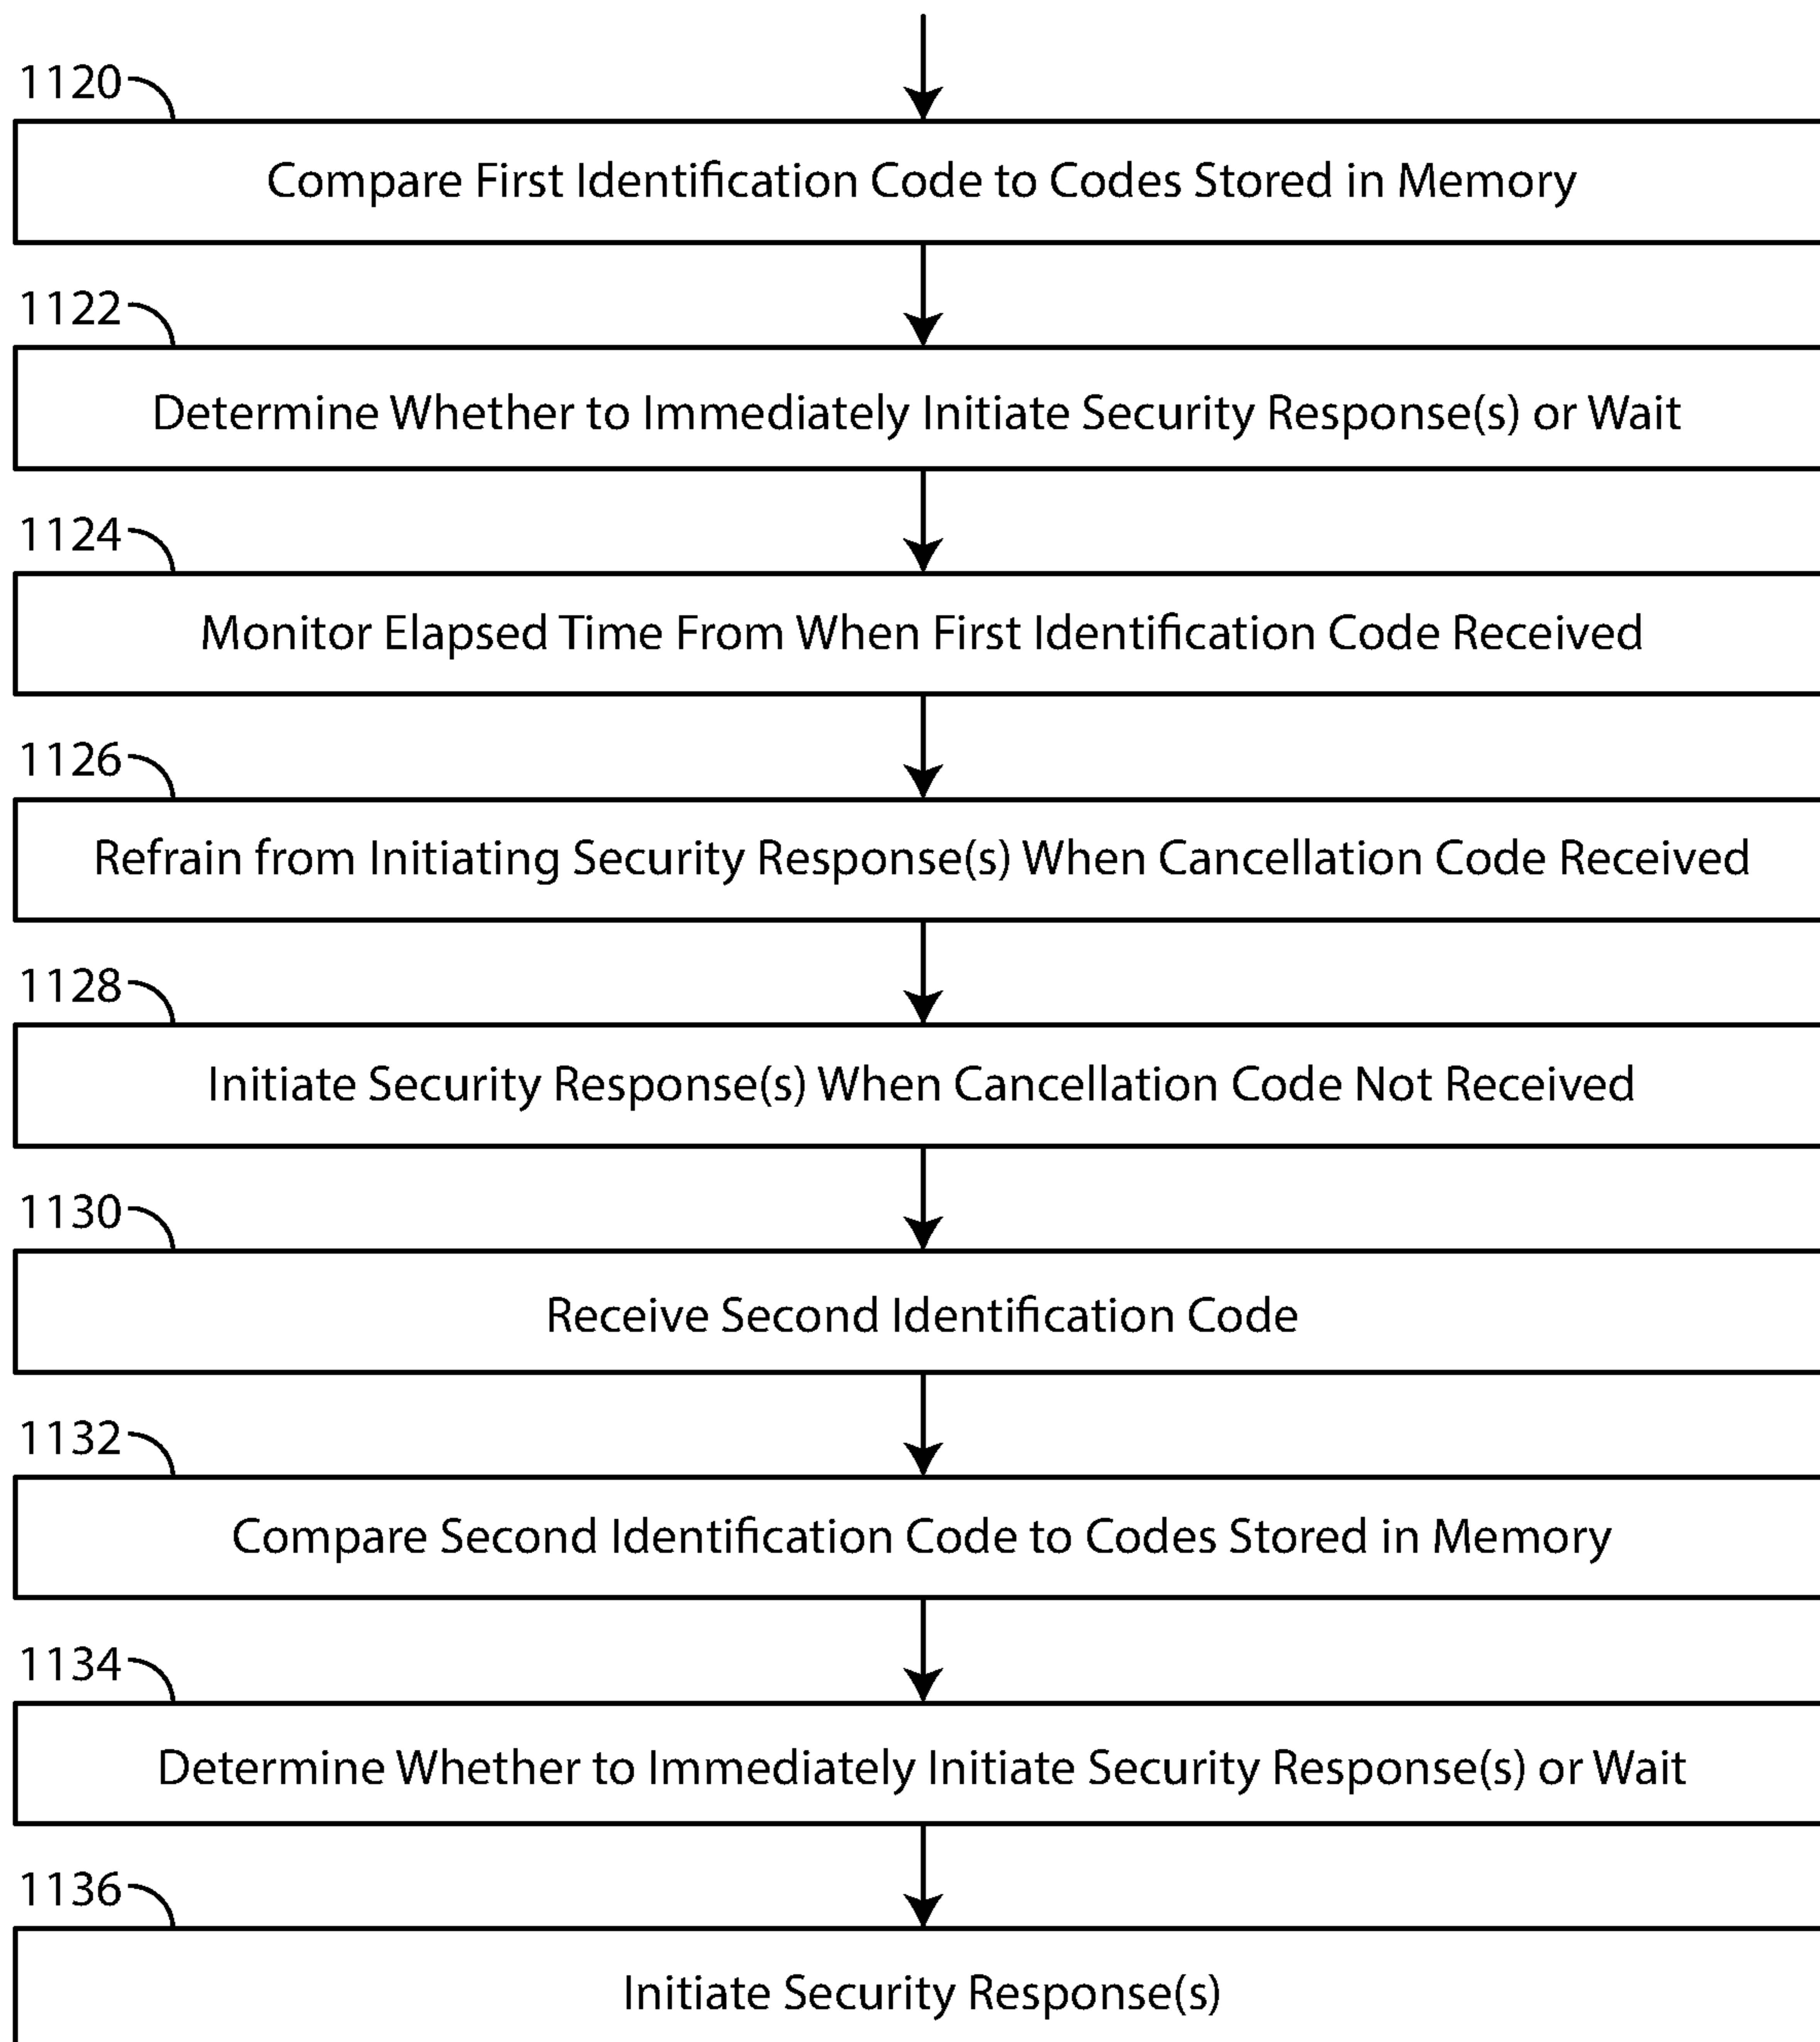 1120
Compare First Identification Code to Codes Stored in Memory
1122
Determine Whether to Immediately Initiate Security Response(s) or Wait
1124
Monitor Elapsed Time From When First Identification Code Received
1126
Refrain from Initiating Security Response(s) When Cancellation Code Received
1128
Initiate Security Response(s) When Cancellation Code Not Received
1130
Receive Second Identification Code
1132
Compare Second Identification Code to Codes Stored in Memory
1134
Determine Whether to Immediately Initiate Security Response(s) or Wait
1136
Initiate Security Response(s)